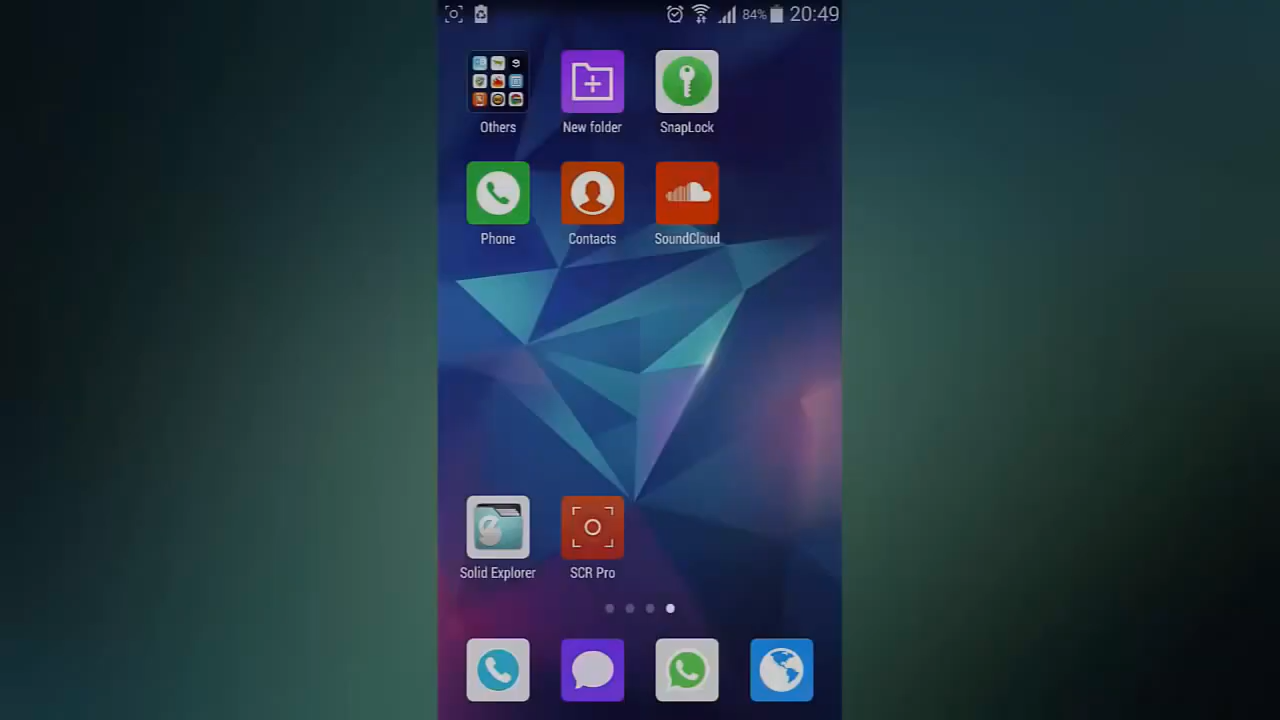 84% 20:49
Others New folder SnapLock
Phone Contacts SoundCloud
Solid Explorer SCR Pro